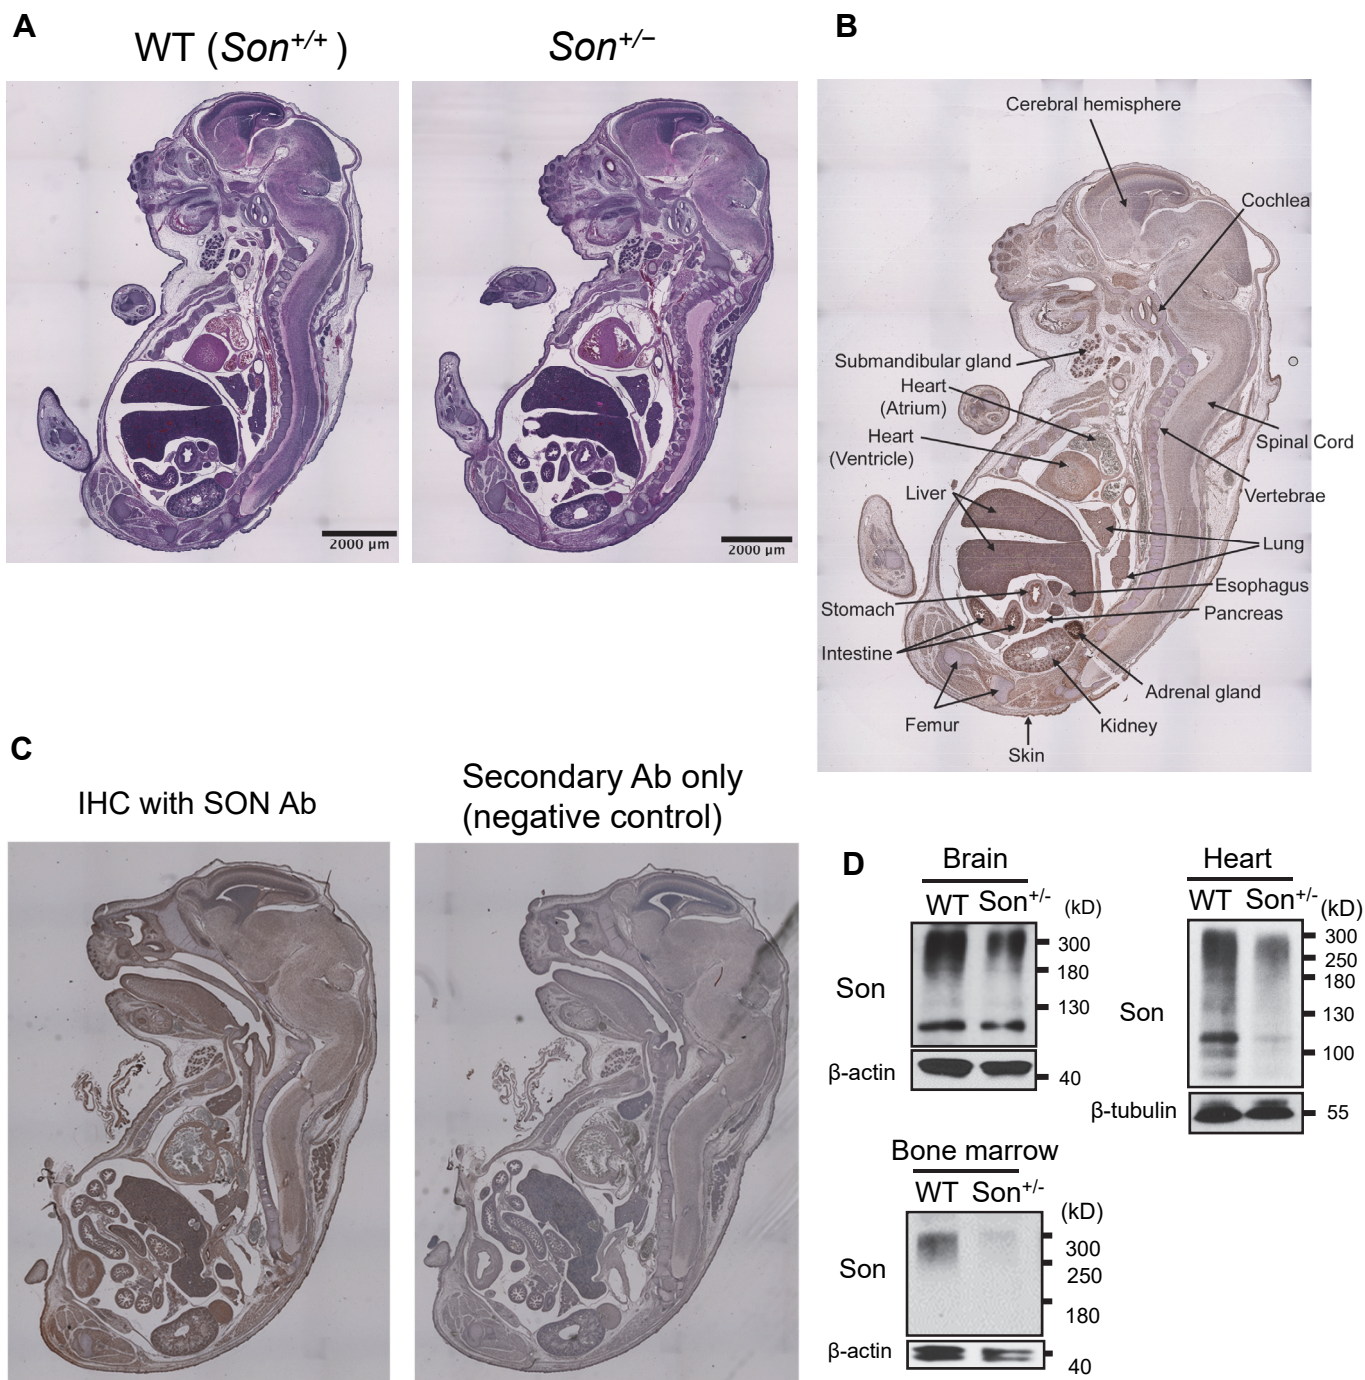 A
WT (Son+/+ )
Son+/−
2000 µm
2000 µm
B
Cerebral hemisphere
Cochlea
Submandibular gland
Heart
(Atrium)
Heart
(Ventricle)
Liver
Spinal Cord
Vertebrae
Lung
Esophagus
Stomach
Pancreas
Intestine
Adrenal gland
Femur
Kidney
Skin
C
IHC with SON Ab
Secondary Ab only
(negative control)
D
Brain
WT Son+/- (kD)
Son
300
180
130
β-actin
40
Heart
WT Son+/- (kD)
Son
300
250
180
130
100
β-tubulin
55
Bone marrow
WT Son+/-
(kD)
Son
300
250
180
β-actin
40